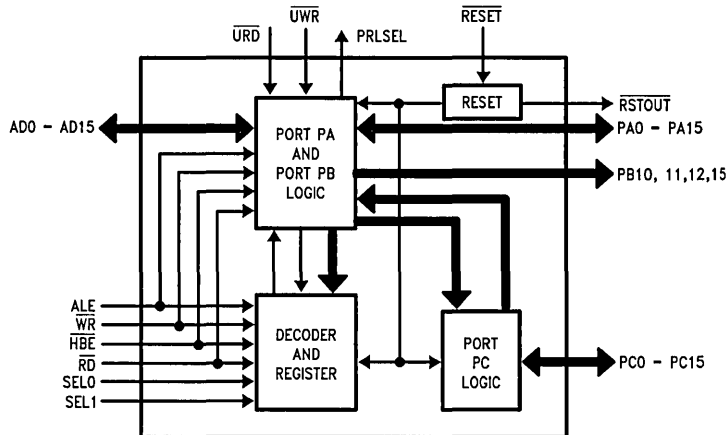 UWR
RESET
URD
PRLSEL
RESET
RSTOUT
AD0 - AD15
PORT PA
AND
PORT PB
LOGIC
PA0 - PA15
PB10, 11,12,15
ALE
WR
HBE
RD
SEL0
SEL1
DECODER
AND
REGISTER
PORT
PC
LOGIC
PC0 - PC15